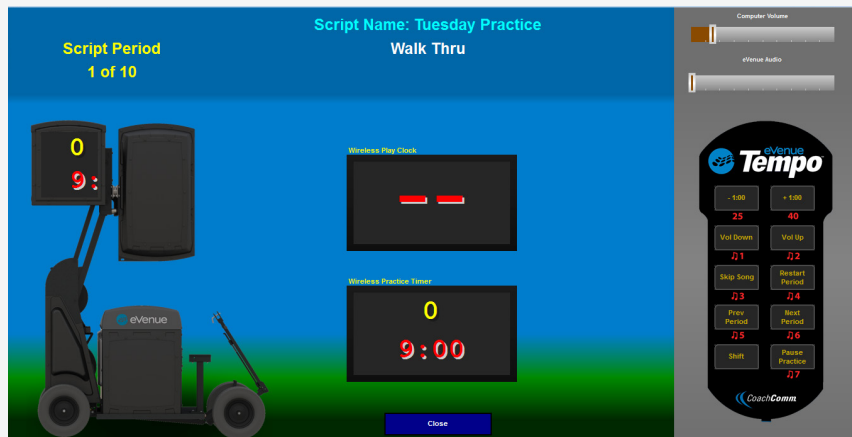 Script Name: Tuesday Practice
Walk Thru
Script Period
1 of 10
0
9:
eVenue
Wireless Play Clock
-- --
Wireless Practice Timer
0
9:00
Close
Computer Volume
eVenue Audio
eVenue
Tempo
- 1:00 + 1:00
25 40
Vol Down Vol Up
♫1 ♫2
Skip Song Restart Period
♫3 ♫4
Prev Period Next Period
♫5 ♫6
Shift Pause Practice
♫7
CoachComm